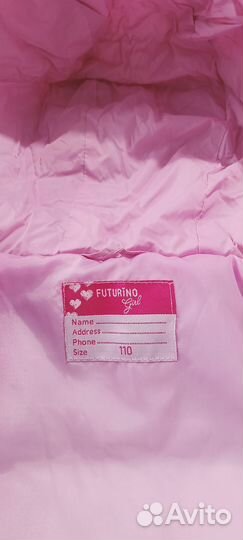 FUTURiNO
Girl
Name
Address
Phone
Size 110
Avito